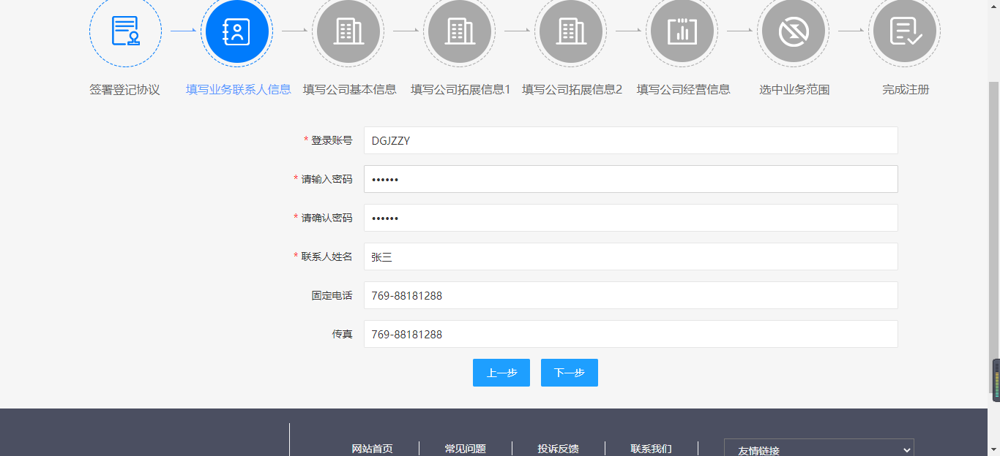 签署登记协议 填写业务联系人信息 填写公司基本信息 填写公司拓展信息1 填写公司拓展信息2 填写公司经营信息 选中业务范围 完成注册
* 登录账号 DGJZZY
* 请输入密码 ••••••
* 请确认密码 ••••••
* 联系人姓名 张三
固定电话 769-88181288
传真 769-88181288
上一步 下一步
网站首页 常见问题 投诉反馈 联系我们 友情链接